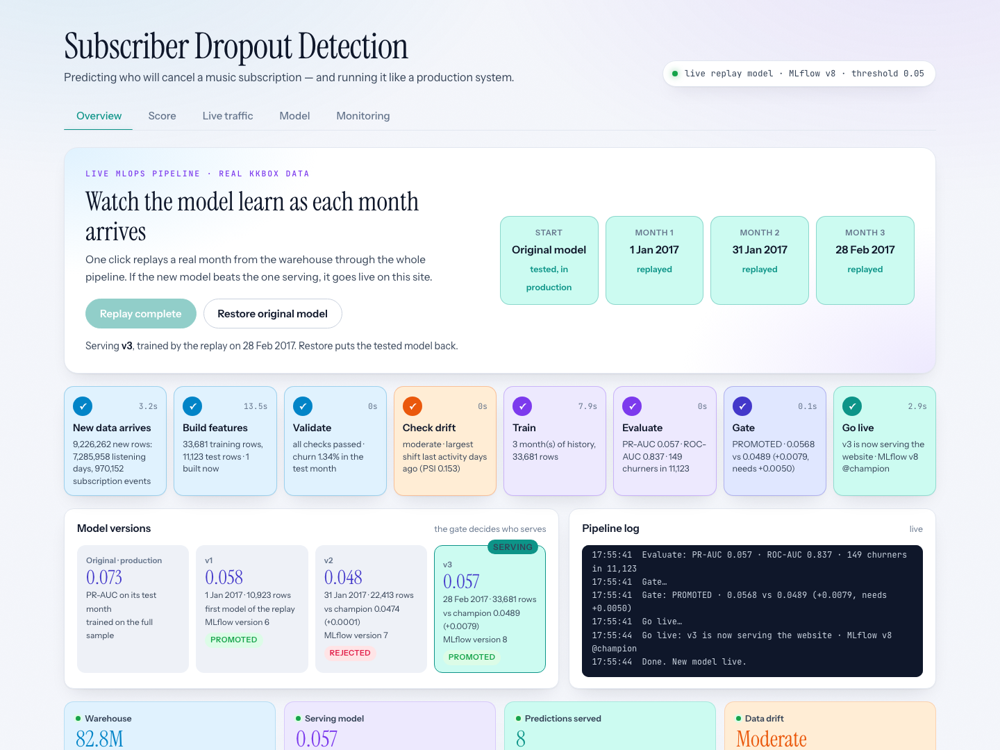 Subscriber Dropout Detection
Predicting who will cancel a music subscription — and running it like a production system.
live replay model · MLflow v8 · threshold 0.05
Overview
Score
Live traffic
Model
Monitoring
LIVE MLOPS PIPELINE · REAL KKBOX DATA
Watch the model learn as each month
arrives
One click replays a real month from the warehouse through the whole
pipeline. If the new model beats the one serving, it goes live on this site.
Replay complete
Restore original model
Serving v3, trained by the replay on 28 Feb 2017. Restore puts the tested model back.
START
Original model
tested, in
production
MONTH 1
1 Jan 2017
replayed
MONTH 2
31 Jan 2017
replayed
MONTH 3
28 Feb 2017
replayed
3.2s
New data arrives
9,226,262 new rows:
7,285,958 listening
days, 970,152
subscription events
13.5s
Build features
33,681 training rows,
11,123 test rows · 1
built now
0s
Validate
all checks passed ·
churn 1.34% in the
test month
0s
Check drift
moderate · largest
shift last activity days
ago (PSI 0.153)
7.9s
Train
3 month(s) of history,
33,681 rows
0s
Evaluate
PR-AUC 0.057 · ROC-
AUC 0.837 · 149
churners in 11,123
0.1s
Gate
PROMOTED · 0.0568
vs 0.0489 (+0.0079,
needs +0.0050)
2.9s
Go live
v3 is now serving the
website · MLflow v8
@champion
Model versions
the gate decides who serves
Original · production
0.073
PR-AUC on its test
month
trained on the full
sample
v1
0.058
1 Jan 2017 · 10,923 rows
first model of the replay
MLflow version 6
PROMOTED
v2
0.048
31 Jan 2017 · 22,413 rows
vs champion 0.0474
(+0.0001)
MLflow version 7
REJECTED
SERVING
v3
0.057
28 Feb 2017 · 33,681 rows
vs champion 0.0489
(+0.0079)
MLflow version 8
PROMOTED
Pipeline log
live
17:55:41 Evaluate: PR-AUC 0.057 · ROC-AUC 0.837 · 149 churners
in 11,123
17:55:41 Gate…
17:55:41 Gate: PROMOTED · 0.0568 vs 0.0489 (+0.0079, needs
+0.0050)
17:55:41 Go live…
17:55:44 Go live: v3 is now serving the website · MLflow v8
@champion
17:55:44 Done. New model live.
Warehouse
82.8M
Serving model
0.057
Predictions served
8
Data drift
Moderate